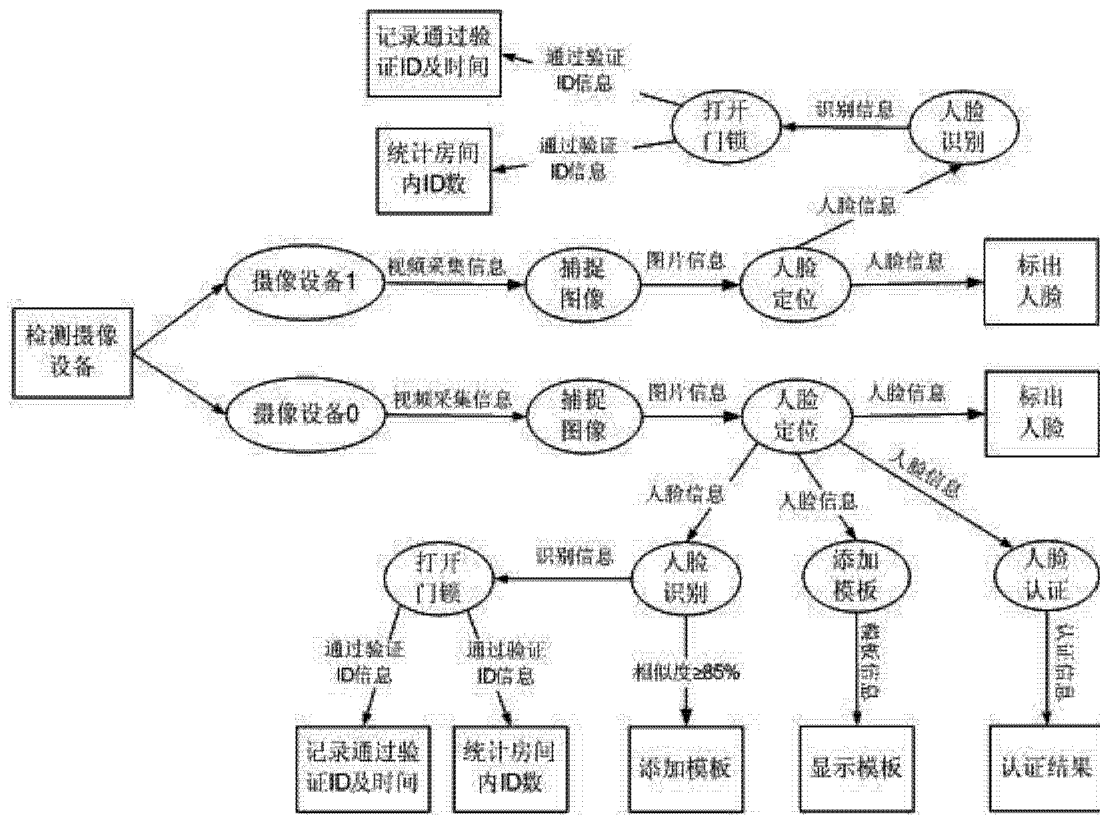 记录通过验
证ID及时间
通过验证
ID信息
打开
门锁
识别信息
人脸
识别
统计房间
内ID数
通过验证
ID信息
人脸信息
摄像设备1
视频采集信息
捕捉
图像
图片信息
人脸
定位
人脸信息
标出
人脸
检测摄像
设备
摄像设备0
视频采集信息
捕捉
图像
图片信息
人脸
定位
人脸信息
标出
人脸
人脸信息
人脸信息
人脸信息
打开
门锁
识别信息
人脸
识别
添加
模板
人脸
认证
通过验证
ID信息
通过验证
ID信息
相似度≥85%
模板信息
认证信息
记录通过验
证ID及时间
统计房间
内ID数
添加模板
显示模板
认证结果